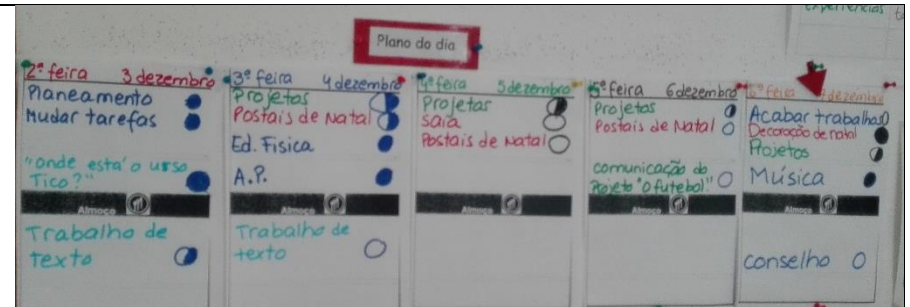 experiências
Plano do dia
2ª feira 3 dezembro
Planeamento
Mudar tarefas
"onde está o urso
Tico?"
Almoço
Trabalho de
texto
3ª feira 4 dezembro
Projetos
Postais de Natal
Ed. Fisica
A.P.
Almoço
Trabalho de
texto
4ª feira 5 dezembro
Projetos
saia
Postais de Natal
Almoço
5ª feira 6 dezembro
Projetos
Postais de Natal
comunicação do
Projeto "O futebol"
Almoço
6ª feira 7 dezembro
Acabar trabalhos
Decoração de natal
Projetos
Música
Almoço
conselho